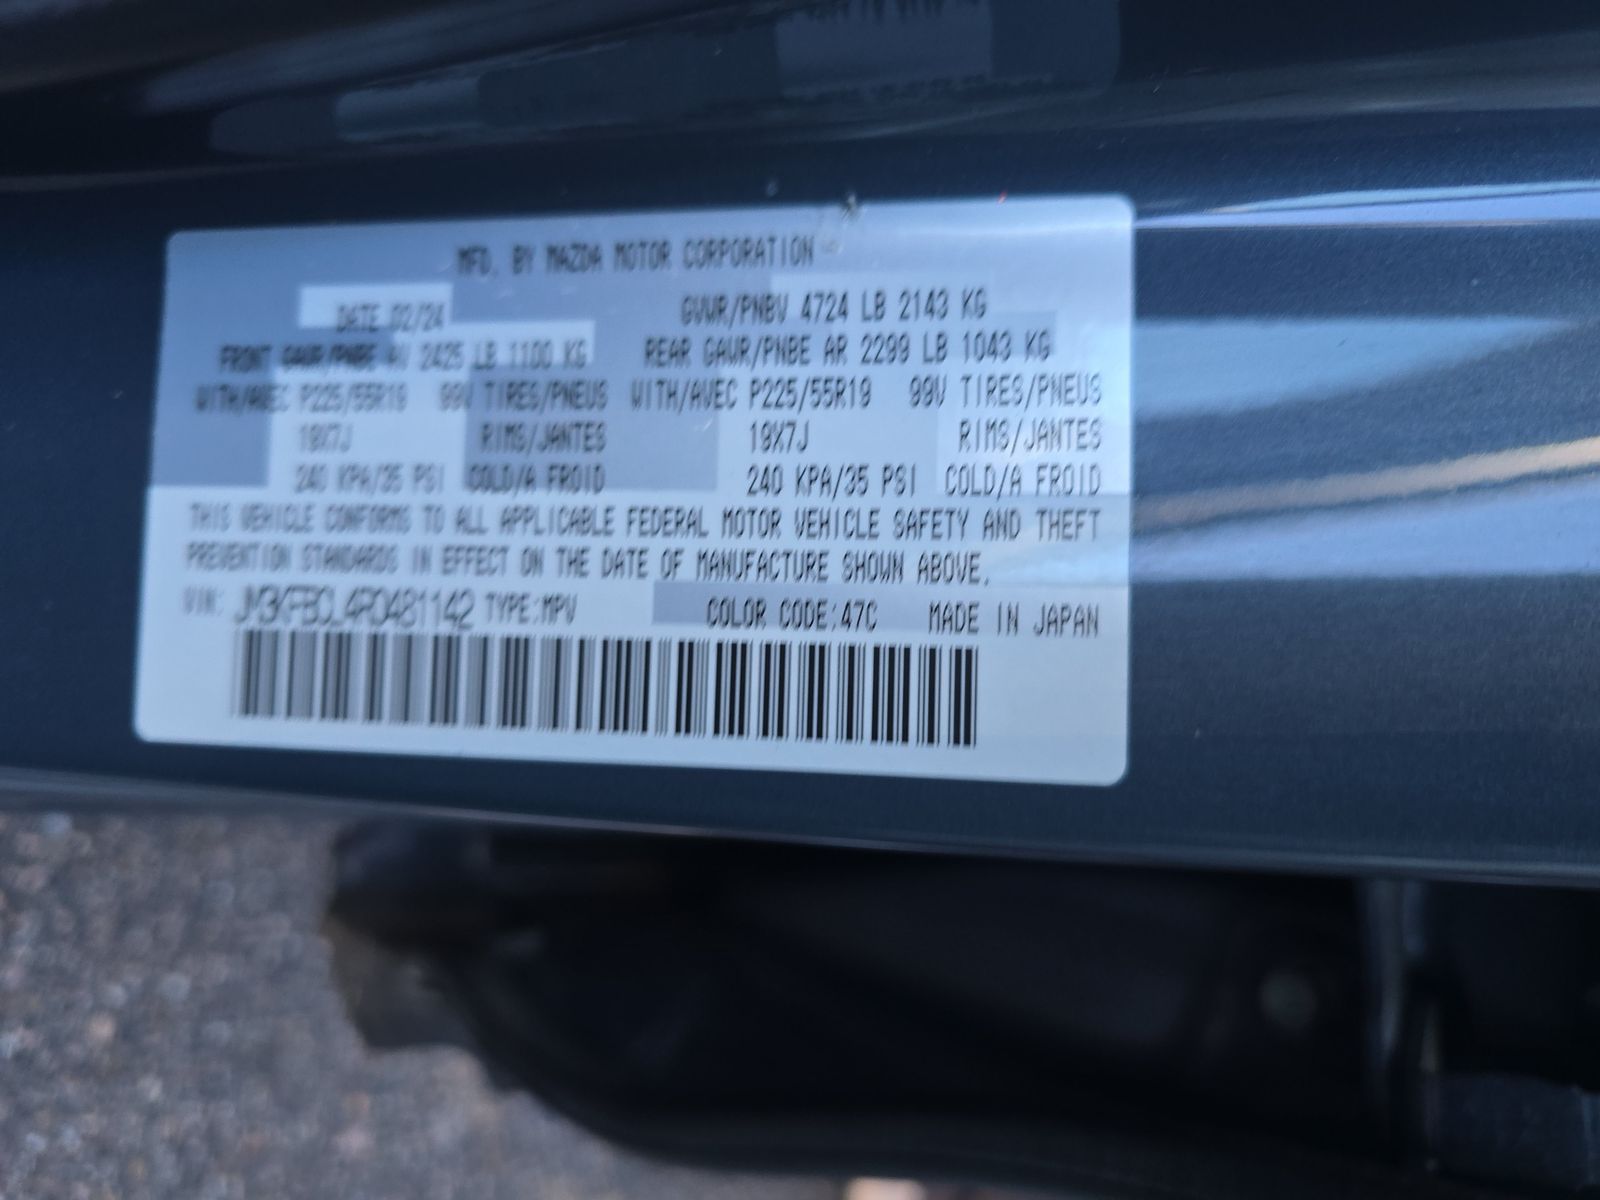 MFD. BY MAZDA MOTOR CORPORATION
DATE 02/24 GVWR/PNBV 4724 LB 2143 KG
FRONT GAWR/PNBE AV 2425 LB 1100 KG REAR GAWR/PNBE AR 2299 LB 1043 KG
WITH/AVEC P225/55R19 99V TIRES/PNEUS WITH/AVEC P225/55R19 99V TIRES/PNEUS
19X7J RIMS/JANTES 19X7J RIMS/JANTES
240 KPA/35 PSI COLD/A FROID 240 KPA/35 PSI COLD/A FROID
THIS VEHICLE CONFORMS TO ALL APPLICABLE FEDERAL MOTOR VEHICLE SAFETY AND THEFT
PREVENTION STANDARDS IN EFFECT ON THE DATE OF MANUFACTURE SHOWN ABOVE.
VIN: JM3KFBCL4R0481142 TYPE:MPV COLOR CODE:47C MADE IN JAPAN